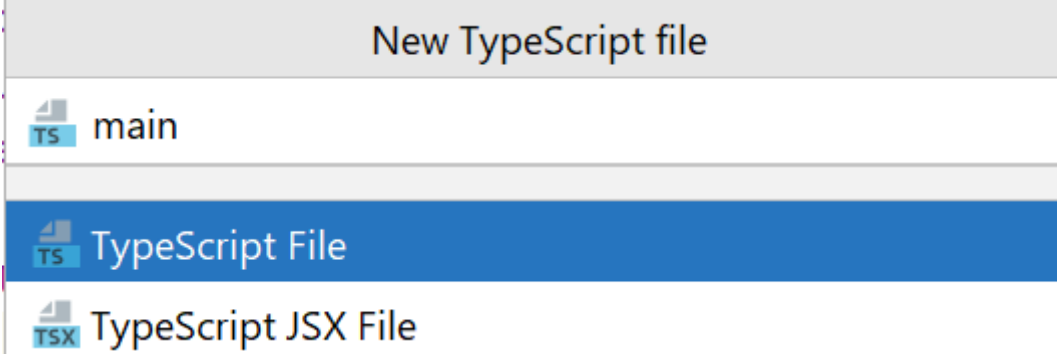 New TypeScript file
TS main
TS TypeScript File
TSX TypeScript JSX File